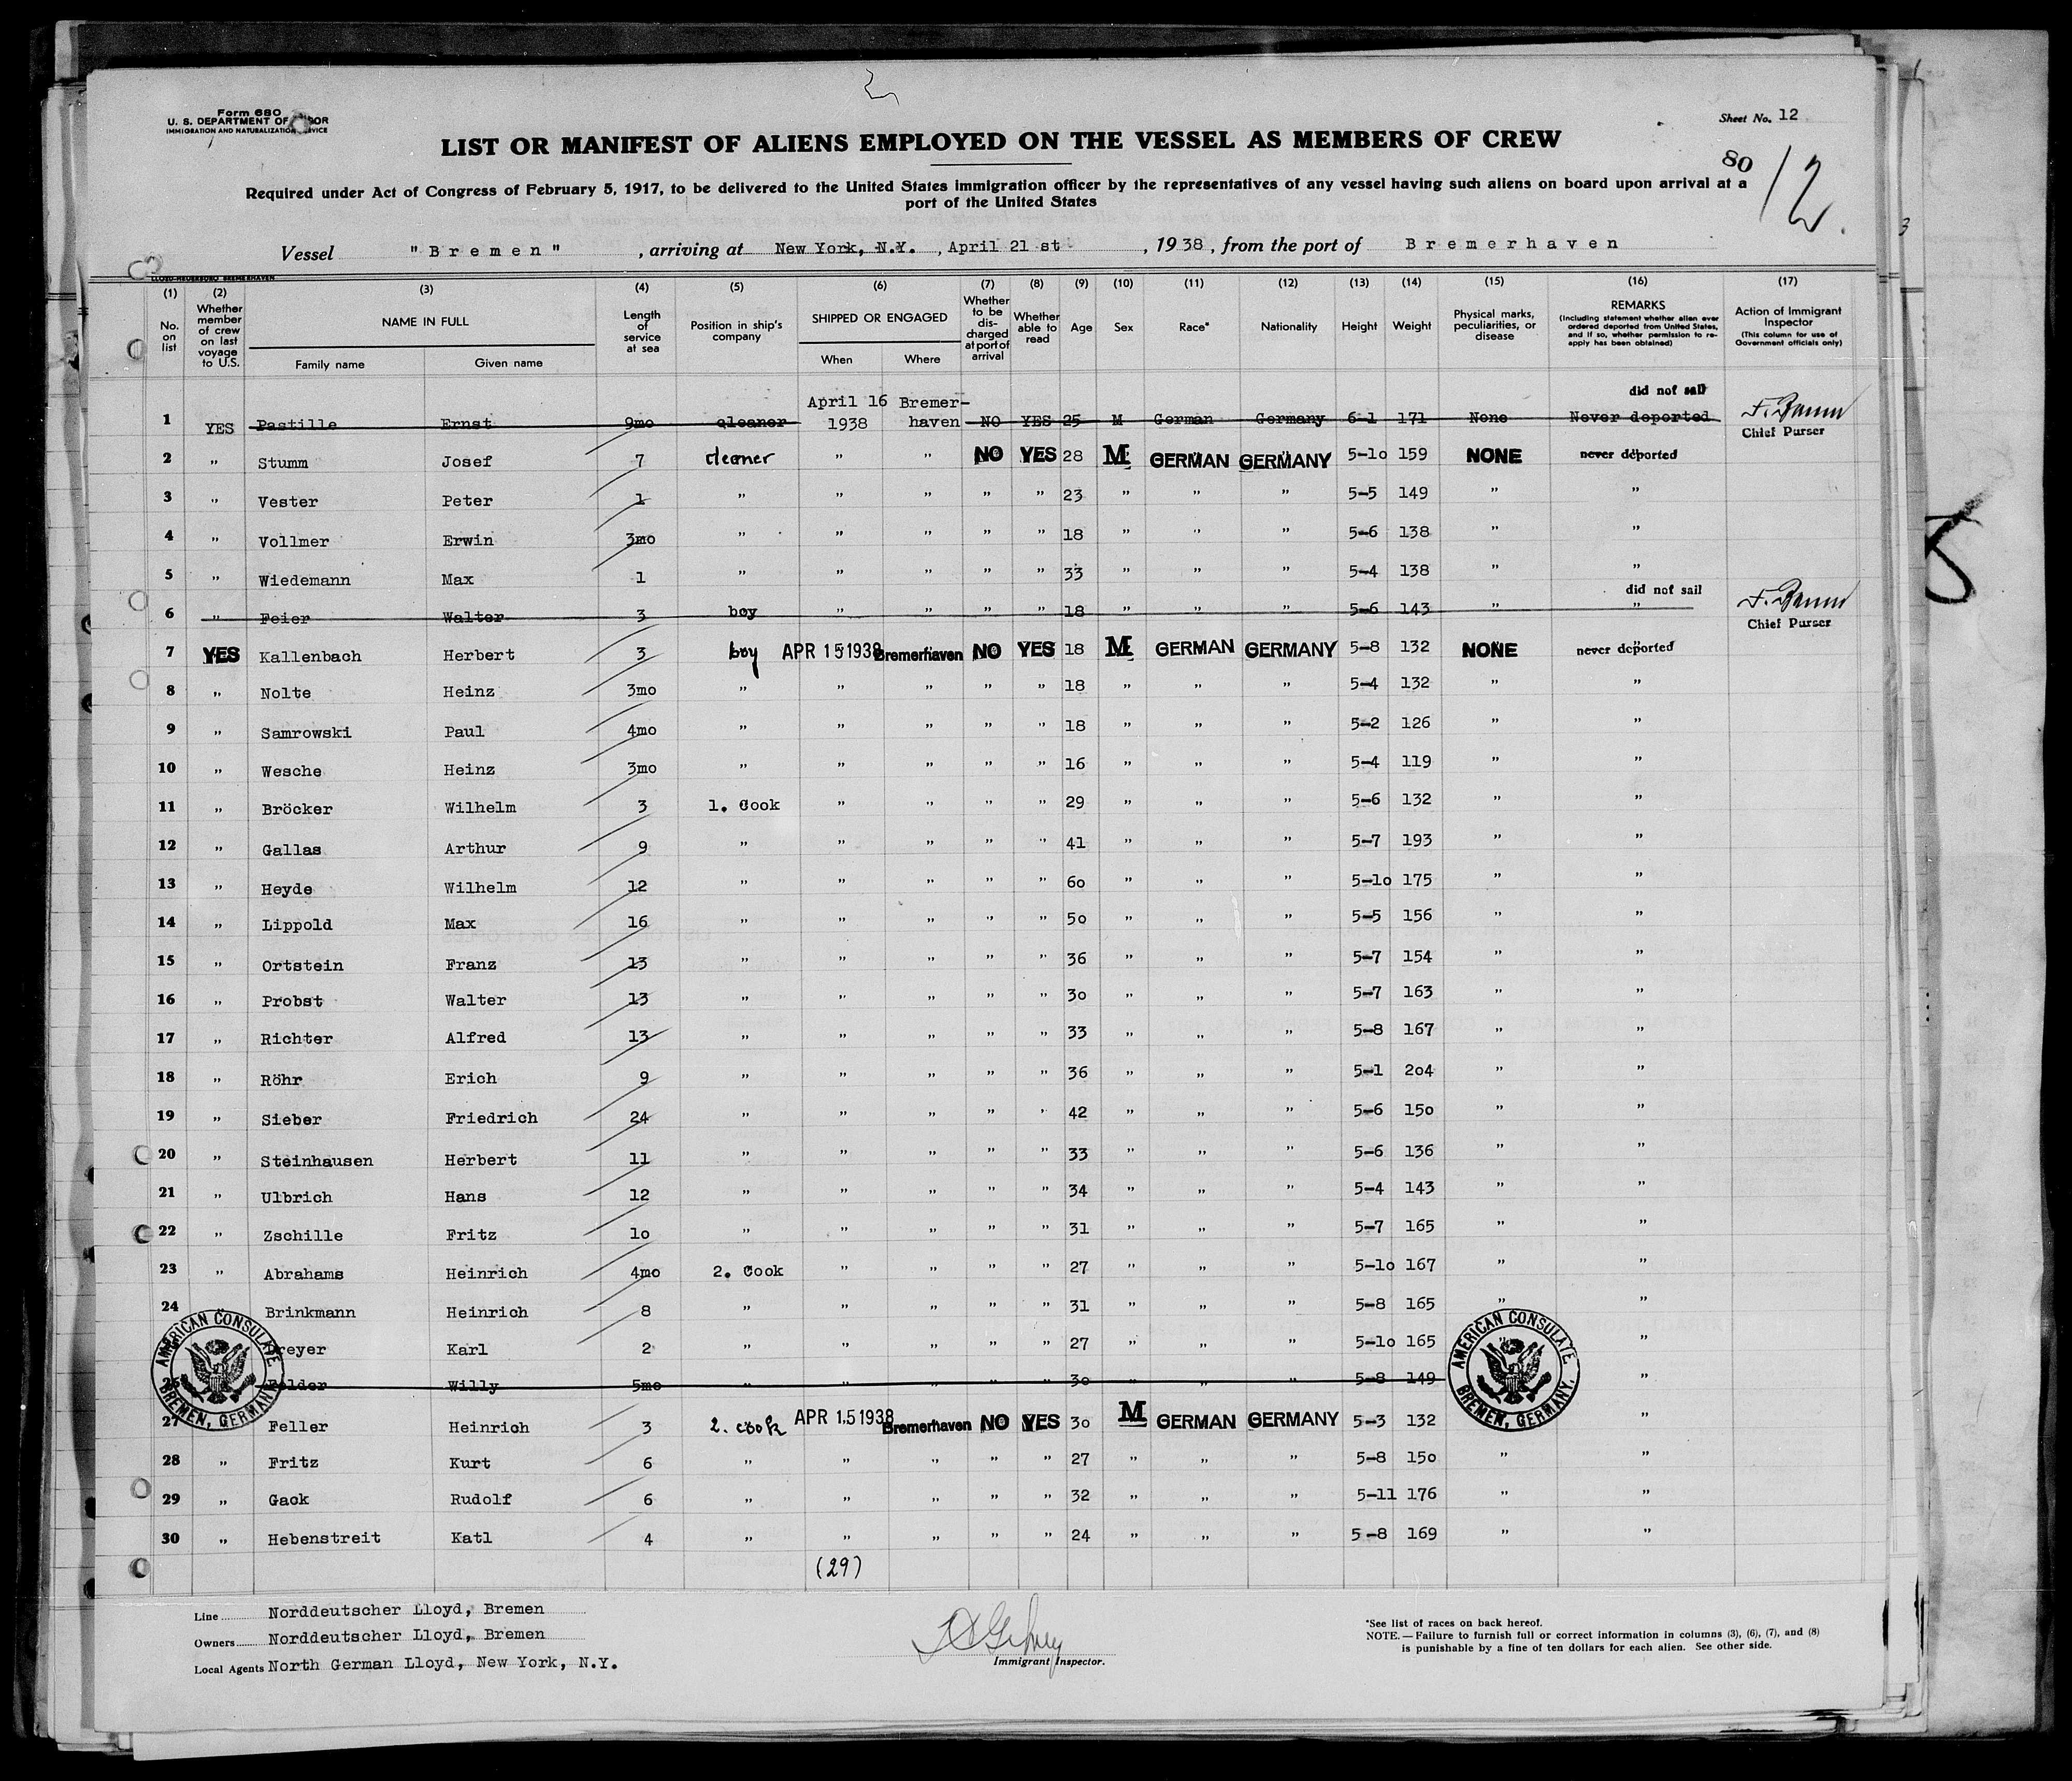 Form 680
U. S. DEPARTMENT OF LABOR
IMMIGRATION AND NATURALIZATION SERVICE
Sheet No. 12
LIST OR MANIFEST OF ALIENS EMPLOYED ON THE VESSEL AS MEMBERS OF CREW
80
12
Required under Act of Congress of February 5, 1917, to be delivered to the United States immigration officer by the representatives of any vessel having such aliens on board upon arrival at a
port of the United States
Vessel "Bremen", arriving at New York, N.Y., April 21 st, 1938, from the port of Bremerhaven
(1) (2) (3) (4) (5) (6) (7) (8) (9) (10) (11) (12) (13) (14) (15) (16) (17)
No. on list Whether member of crew on last voyage to U.S. NAME IN FULL Family name Given name Length of service at sea Position in ship's company SHIPPED OR ENGAGED When Where Whether to be discharged at port of arrival Whether able to read Age Sex Race* Nationality Height Weight Physical marks, peculiarities, or disease REMARKS (Including statement whether alien ever ordered deported from United States, and if so, whether permission to reapply has been obtained) Action of Immigrant Inspector (This column for use of Government officials only)
did not sail
1 YES Pastille Ernst 9mo cleaner April 16 1938 Bremer-haven NO YES 25 M German Germany 6-1 171 None Never deported
Chief Purser
2 " Stumm Josef 7 cleaner " " NO YES 28 M GERMAN GERMANY 5-10 159 NONE never deported
3 " Vester Peter 1 " " " " " 23 " " " 5-5 149 " "
4 " Vollmer Erwin 3mo " " " " " 18 " " " 5-6 138 " "
5 " Wiedemann Max 1 " " " " " 33 " " " 5-4 138 " "
did not sail
6 " Feier Walter 3 boy " " " " 18 " " " 5-6 143 " "
Chief Purser
7 YES Kallenbach Herbert 3 boy APR 15 1938 Bremerhaven NO YES 18 M GERMAN GERMANY 5-8 132 NONE never deported
8 " Nolte Heinz 3mo " " " " " 18 " " " 5-4 132 " "
9 " Samrowski Paul 4mo " " " " " 18 " " " 5-2 126 " "
10 " Wesche Heinz 3mo " " " " " 16 " " " 5-4 119 " "
11 " Bröcker Wilhelm 3 1. Cook " " " " 29 " " " 5-6 132 " "
12 " Gallas Arthur 9 " " " " " 41 " " " 5-7 193 " "
13 " Heyde Wilhelm 12 " " " " " 60 " " " 5-10 175 " "
14 " Lippold Max 16 " " " " " 50 " " " 5-5 156 " "
15 " Ortstein Franz 13 " " " " " 36 " " " 5-7 154 " "
16 " Probst Walter 13 " " " " " 30 " " " 5-7 163 " "
17 " Richter Alfred 13 " " " " " 33 " " " 5-8 167 " "
18 " Röhr Erich 9 " " " " " 36 " " " 5-1 204 " "
19 " Sieber Friedrich 24 " " " " " 42 " " " 5-6 150 " "
20 " Steinhausen Herbert 11 " " " " " 33 " " " 5-6 136 " "
21 " Ulbrich Hans 12 " " " " " 34 " " " 5-4 143 " "
22 " Zschille Fritz 10 " " " " " 31 " " " 5-7 165 " "
23 " Abrahams Heinrich 4mo 2. Cook " " " " 27 " " " 5-10 167 " "
24 Brinkmann Heinrich 8 " " " " " 31 " " " 5-8 165 " "
reyer Karl 2 " " " " " 27 " " " 5-10 165 " "
26 Felder Willy 5mo " " " " " 30 " " " 5-8 149 "
AMERICAN CONSULATE BREMEN, GERMANY.
AMERICAN CONSULATE BREMEN, GERMANY.
27 Feller Heinrich 3 2. cook APR 15 1938 Bremerhaven NO YES 30 M GERMAN GERMANY 5-3 132 "
28 " Fritz Kurt 6 " " " " " 27 " " " 5-8 150 " "
29 " Gack Rudolf 6 " " " " " 32 " " " 5-11 176 " "
30 " Hebenstreit Katl 4 " " " " " 24 " " " 5-8 169 " "
(29)
Line Norddeutscher Lloyd, Bremen
Owners Norddeutscher Lloyd, Bremen
Local Agents North German Lloyd, New York, N.Y.
Immigrant Inspector.
*See list of races on back hereof.
NOTE.—Failure to furnish full or correct information in columns (3), (6), (7), and (8)
is punishable by a fine of ten dollars for each alien. See other side.